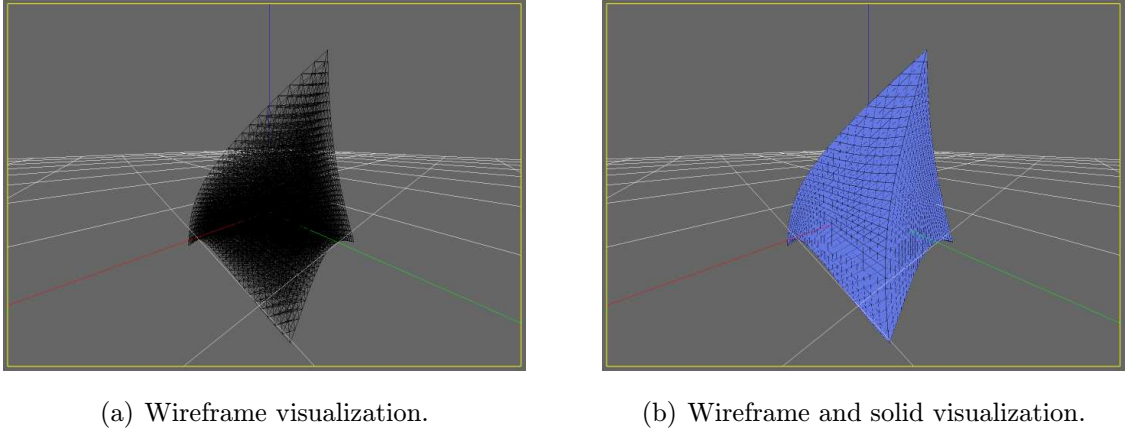 (a) Wireframe visualization.
(b) Wireframe and solid visualization.